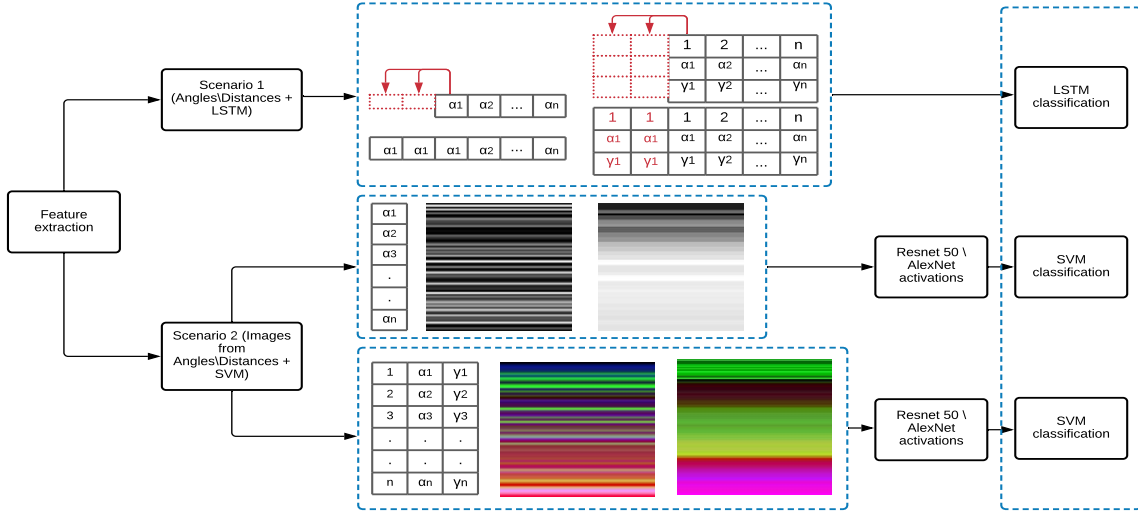 Feature
extraction
Scenario 1
(Angles\Distances +
LSTM)
α1 α2 ... αn
α1 α1 α1 α2 ... αn
1 2 ... n
α1 α2 ... αn
γ1 γ2 ... γn
1 1 1 2 ... n
α1 α1 α1 α2 ... αn
γ1 γ1 γ1 γ2 ... γn
LSTM
classification
Scenario 2 (Images
from
Angles\Distances +
SVM)
α1
α2
α3
.
.
αn
Resnet 50 \
AlexNet
activations
SVM
classification
1 α1 γ1
2 α2 γ2
3 α3 γ3
. . .
. . .
n αn γn
Resnet 50 \
AlexNet
activations
SVM
classification